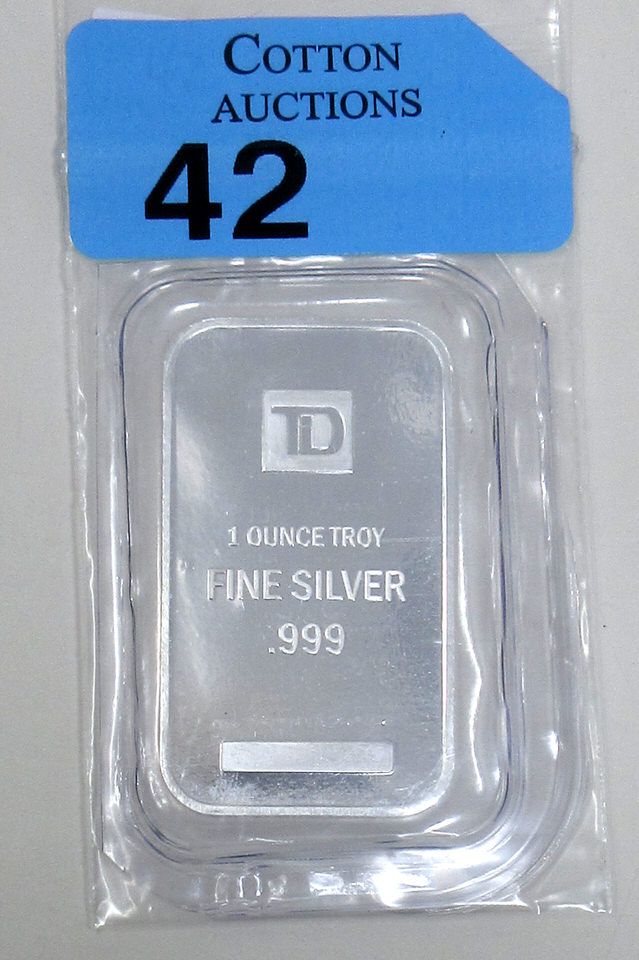 COTTON
AUCTIONS
42
TD
1 OUNCE TROY
FINE SILVER
.999